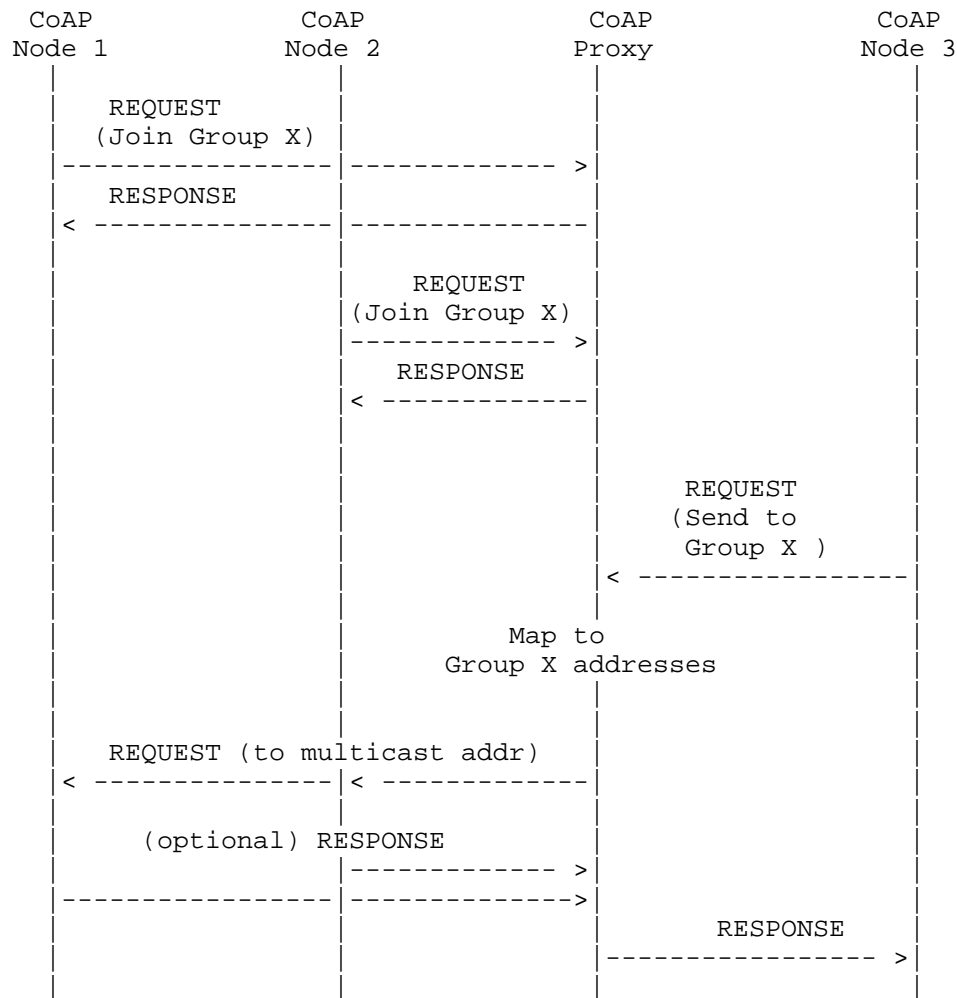 CoAP CoAP CoAP CoAP
Node 1 Node 2 Proxy Node 3
REQUEST
(Join Group X)
RESPONSE
REQUEST
(Join Group X)
RESPONSE
REQUEST
(Send to
Group X )
Map to
Group X addresses
REQUEST (to multicast addr)
(optional) RESPONSE
RESPONSE